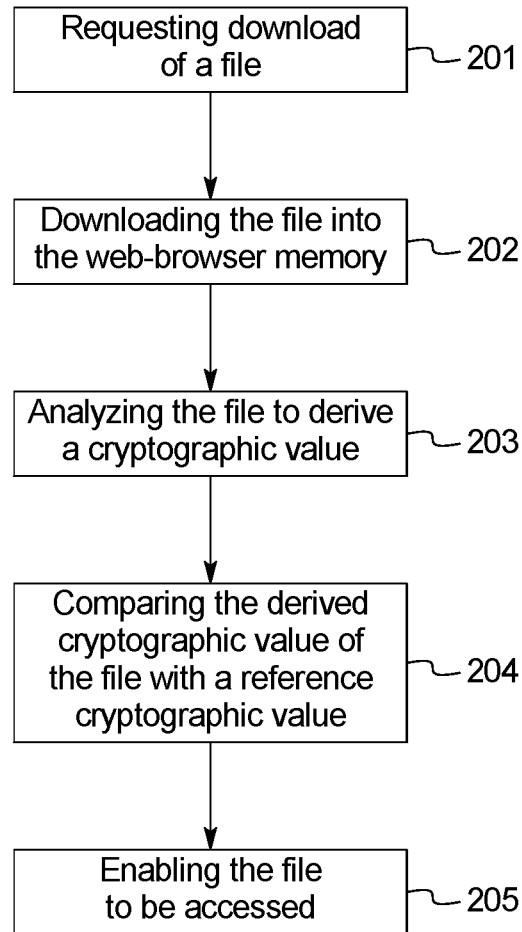 Requesting download
of a file
201
Downloading the file into
the web-browser memory
202
Analyzing the file to derive
a cryptographic value
203
Comparing the derived
cryptographic value of
the file with a reference
cryptographic value
204
Enabling the file
to be accessed
205